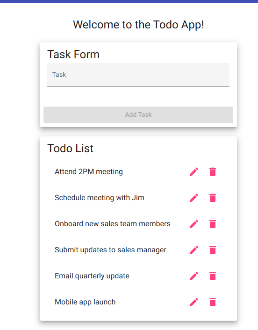 Welcome to the Todo App!
Task Form
Task
Add Task
Todo List
Attend 2PM meeting
Schedule meeting with Jim
Onboard new sales team members
Submit updates to sales manager
Email quarterly update
Mobile app launch